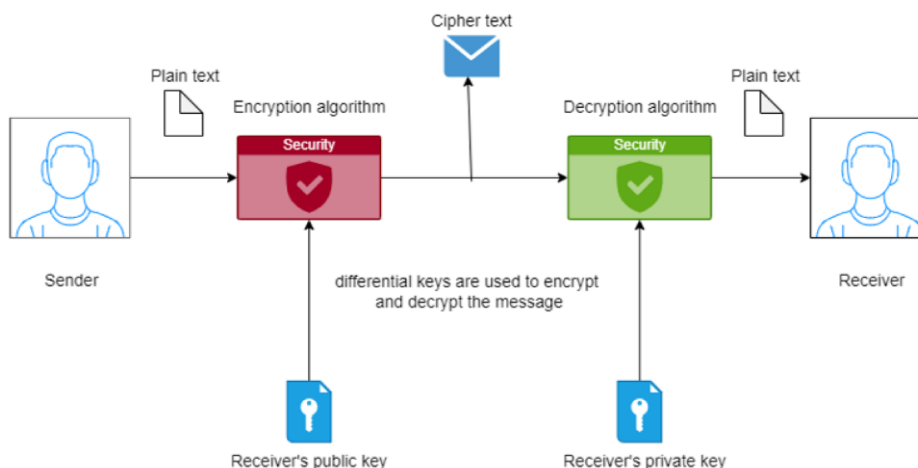 Cipher text
Plain text
Plain text
Encryption algorithm
Decryption algorithm
Security
Security
Sender
differential keys are used to encrypt
and decrypt the message
Receiver
Receiver's public key
Receiver's private key